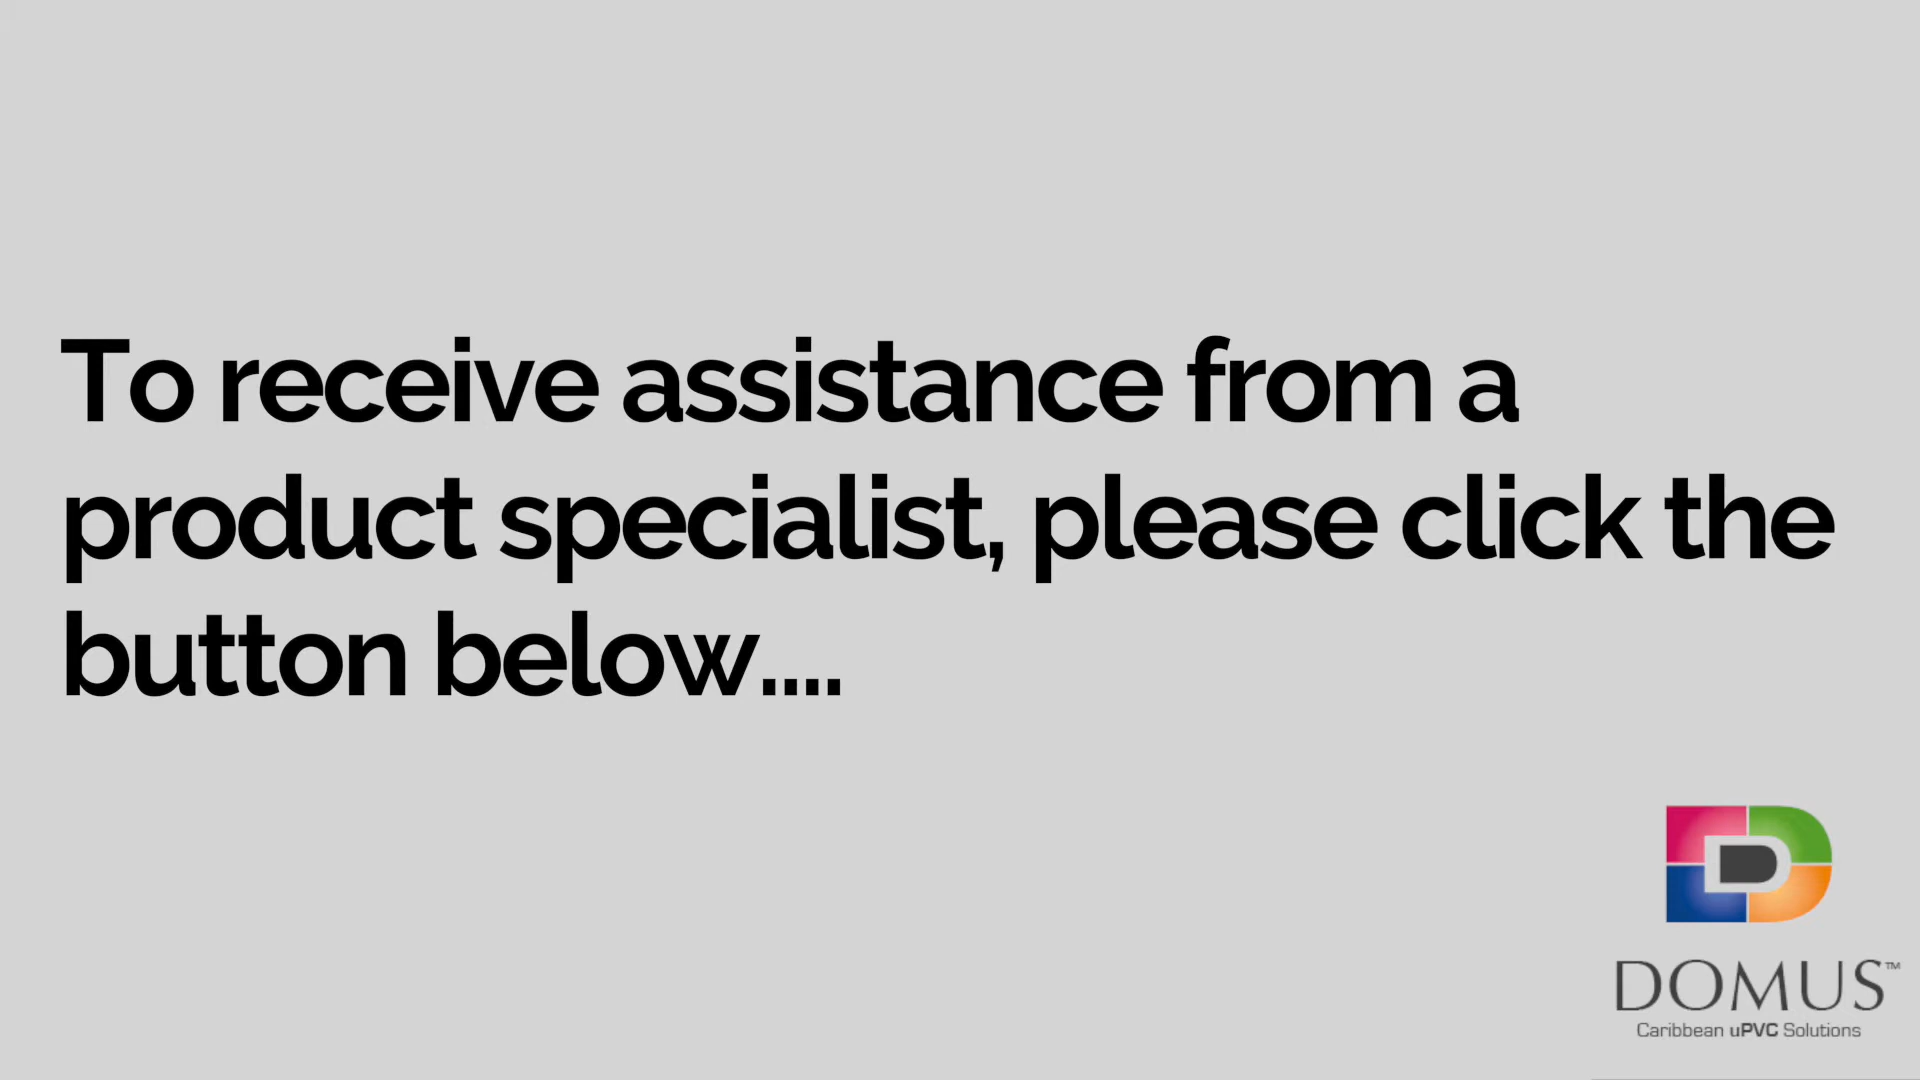 To receive assistance from a
product specialist, please click the
button below....
D
DOMUS™
Caribbean uPVC Solutions